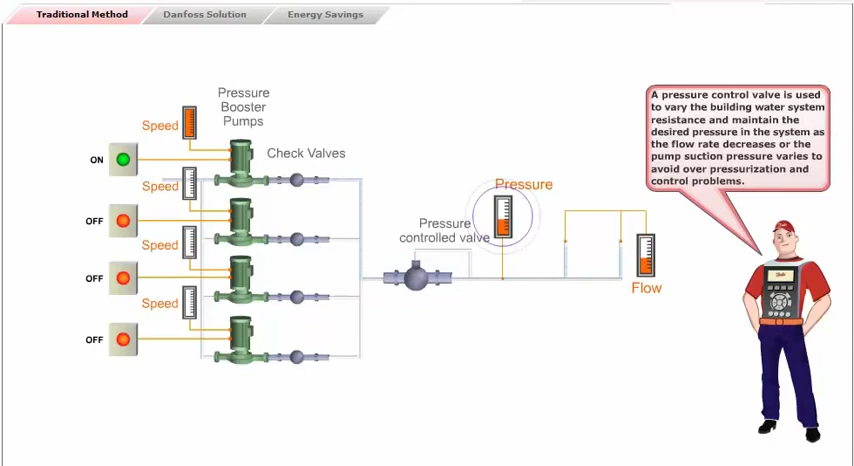 Traditional Method
Danfoss Solution
Energy Savings
Pressure
Booster
Pumps
Speed
Check Valves
ON
Speed
OFF
Speed
OFF
Speed
OFF
Pressure
Pressure
controlled valve
Flow
A pressure control valve is used
to vary the building water system
resistance and maintain the
desired pressure in the system as
the flow rate decreases or the
pump suction pressure varies to
avoid over pressurization and
control problems.